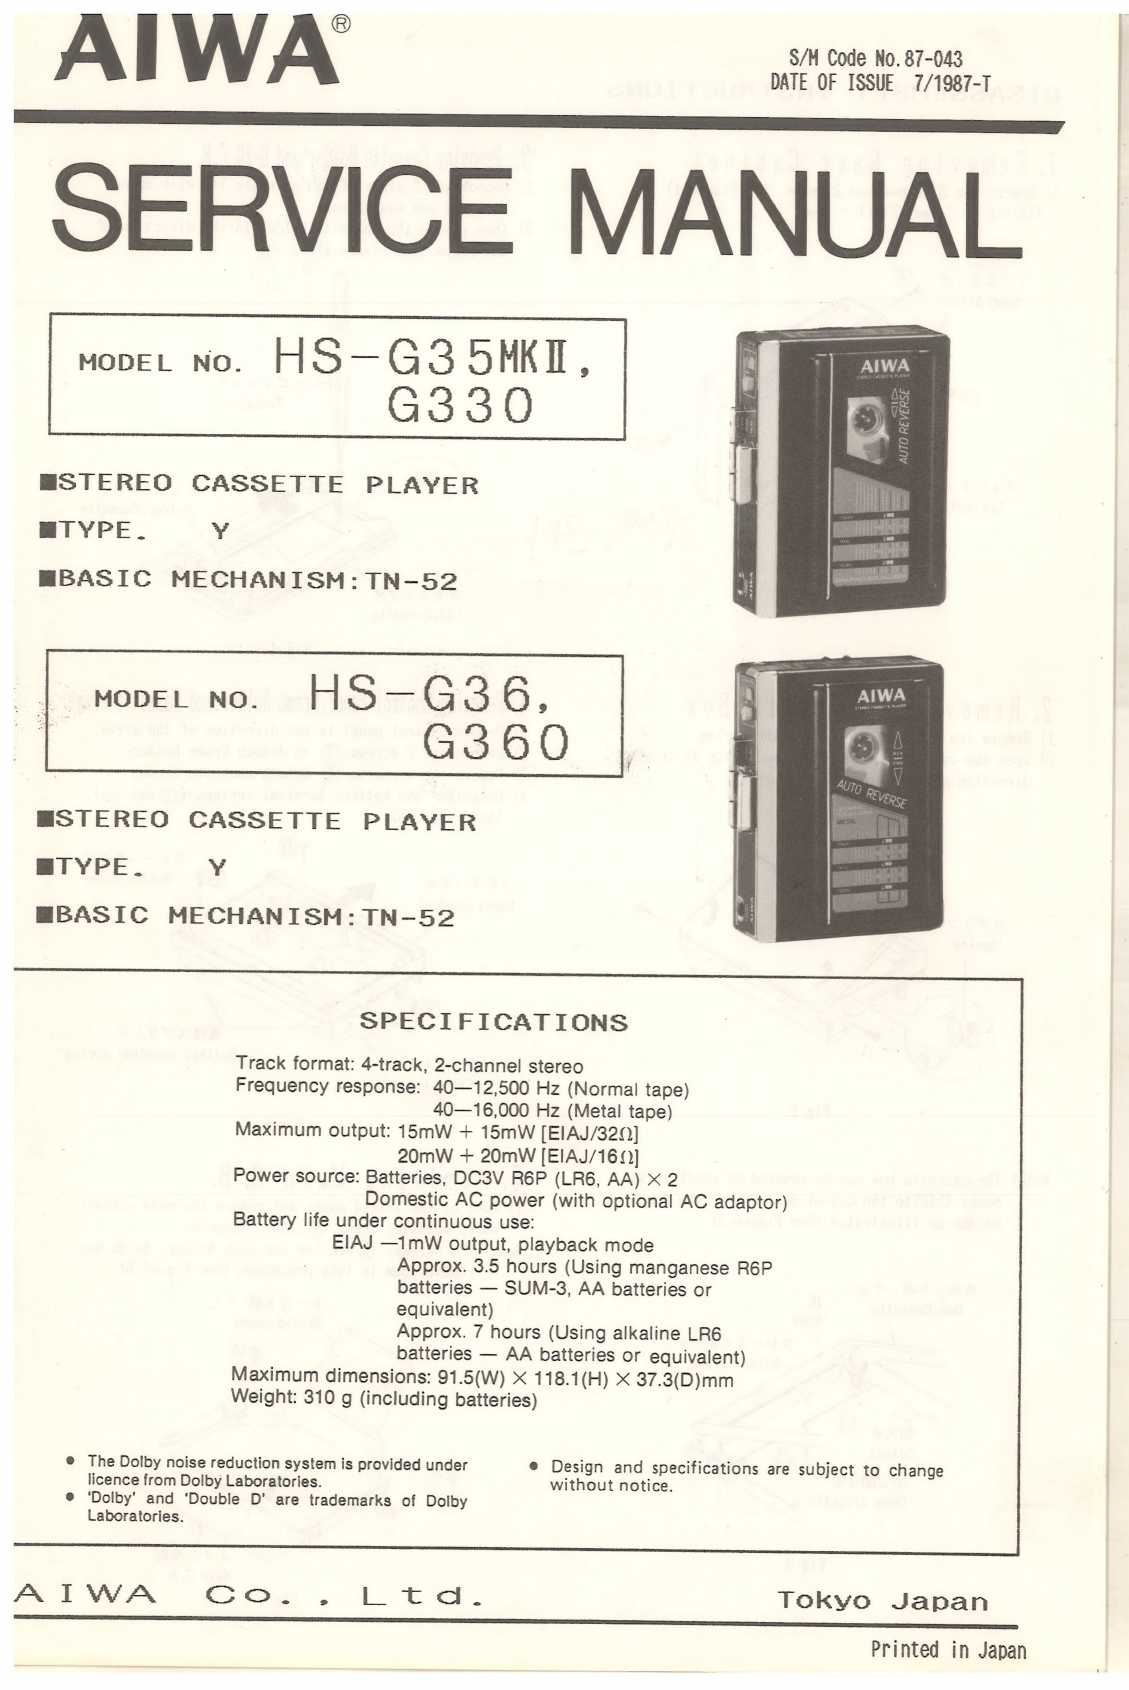 AIWA®
S/M Code No. 87-043
DATE OF ISSUE 7/1987-T
SERVICE MANUAL
MODEL NO. HS-G35MKII,
G330
■STEREO CASSETTE PLAYER
■TYPE. Y
■BASIC MECHANISM:TN-52
AIWA
STEREO CASSETTE PLAYER
AUTO REVERSE
AIWA
MODEL NO. HS-G36,
G360
■STEREO CASSETTE PLAYER
■TYPE. Y
■BASIC MECHANISM:TN-52
AIWA
STEREO CASSETTE PLAYER
AUTO REVERSE
METAL
AIWA
SPECIFICATIONS
Track format: 4-track, 2-channel stereo
Frequency response: 40—12,500 Hz (Normal tape)
40—16,000 Hz (Metal tape)
Maximum output: 15mW + 15mW [EIAJ/32Ω]
20mW + 20mW [EIAJ/16Ω]
Power source: Batteries, DC3V R6P (LR6, AA) × 2
Domestic AC power (with optional AC adaptor)
Battery life under continuous use:
EIAJ —1mW output, playback mode
Approx. 3.5 hours (Using manganese R6P
batteries — SUM-3, AA batteries or
equivalent)
Approx. 7 hours (Using alkaline LR6
batteries — AA batteries or equivalent)
Maximum dimensions: 91.5(W) × 118.1(H) × 37.3(D)mm
Weight: 310 g (including batteries)
● The Dolby noise reduction system is provided under
licence from Dolby Laboratories.
● 'Dolby' and 'Double D' are trademarks of Dolby
Laboratories.
● Design and specifications are subject to change
without notice.
AIWA Co., Ltd.
Tokyo Japan
Printed in Japan